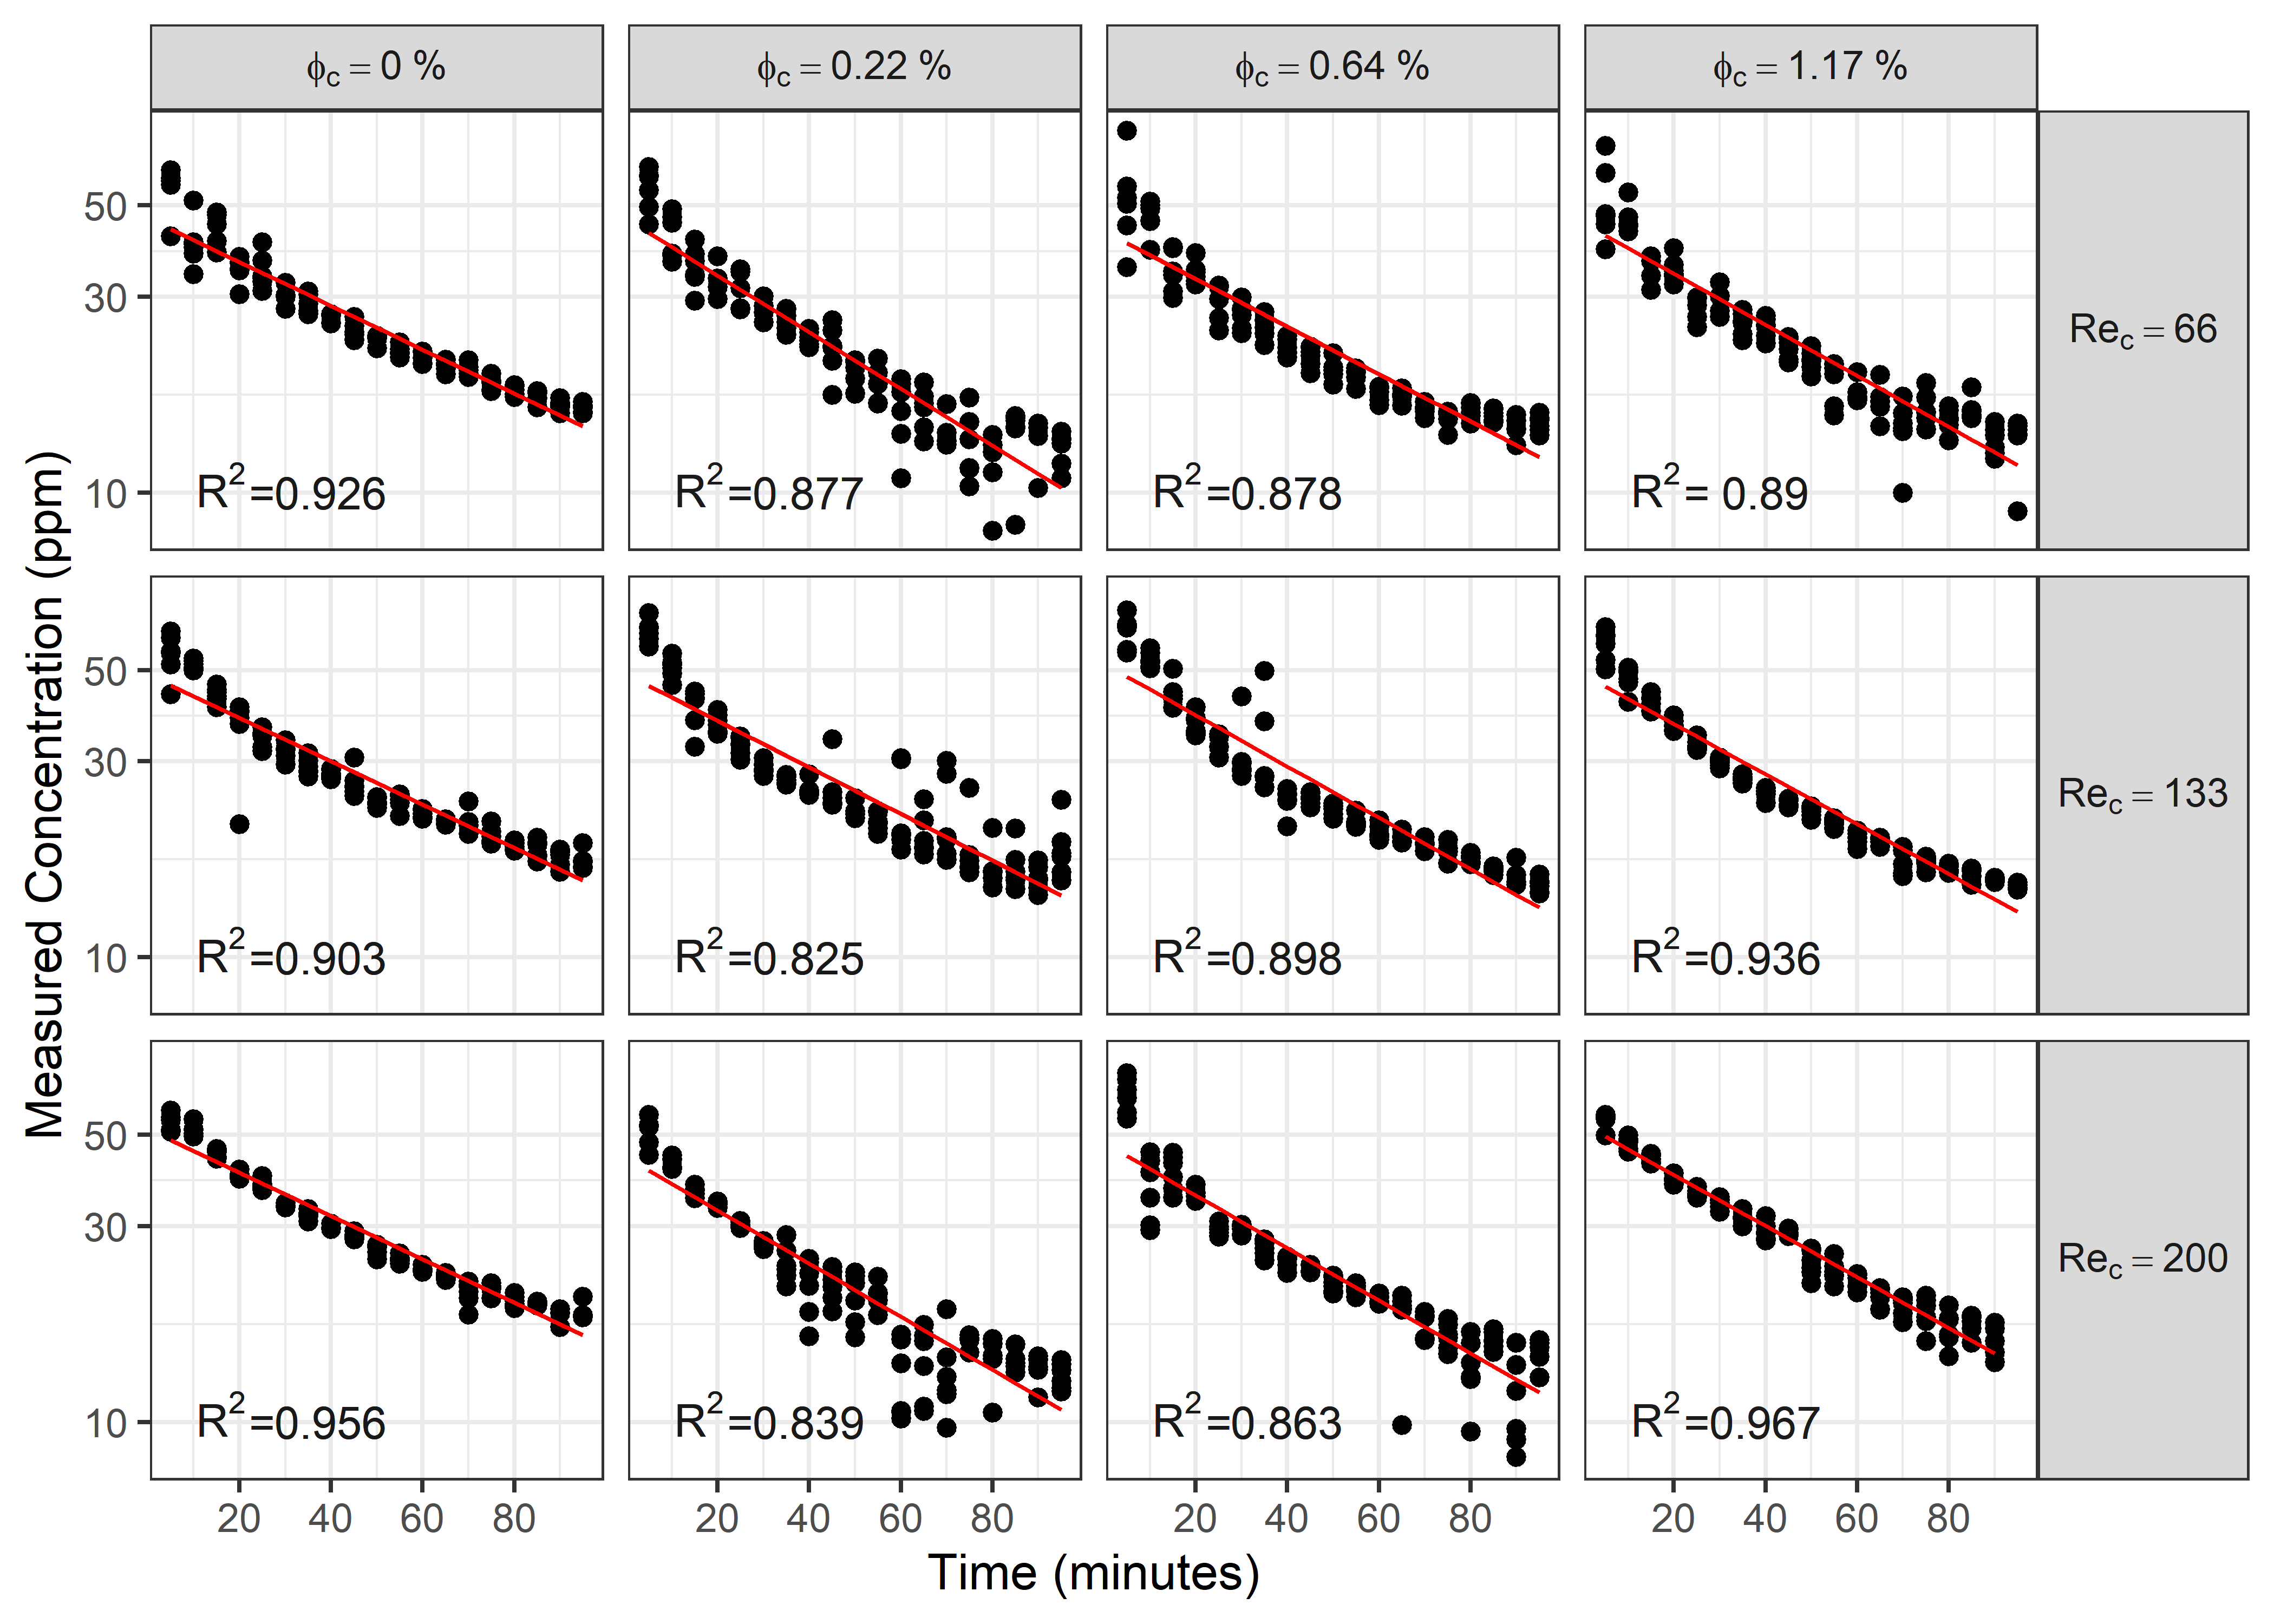 ϕc = 0 %
ϕc = 0.22 %
ϕc = 0.64 %
ϕc = 1.17 %
50
30
10
R²=0.926
R²=0.877
R²=0.878
R²= 0.89
Rec = 66
Measured Concentration (ppm)
50
30
10
R²=0.903
R²=0.825
R²=0.898
R²=0.936
Rec = 133
50
30
10
R²=0.956
R²=0.839
R²=0.863
R²=0.967
Rec = 200
20 40 60 80
20 40 60 80
20 40 60 80
20 40 60 80
Time (minutes)